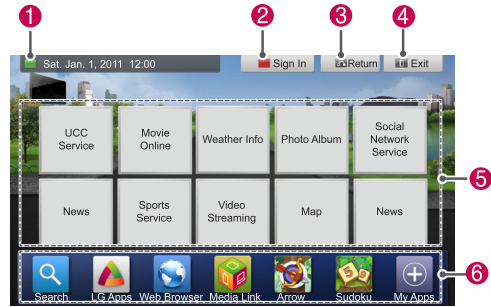 1 2 3 4
Sat. Jan. 1, 2011 12:00 Sign In Return Exit
UCC Service
Movie Online
Weather Info
Photo Album
Social Network Service
5
News
Sports Service
Video Streaming
Map
News
6
Search LG Apps Web Browser Media Link Arrow Sudoku My Apps